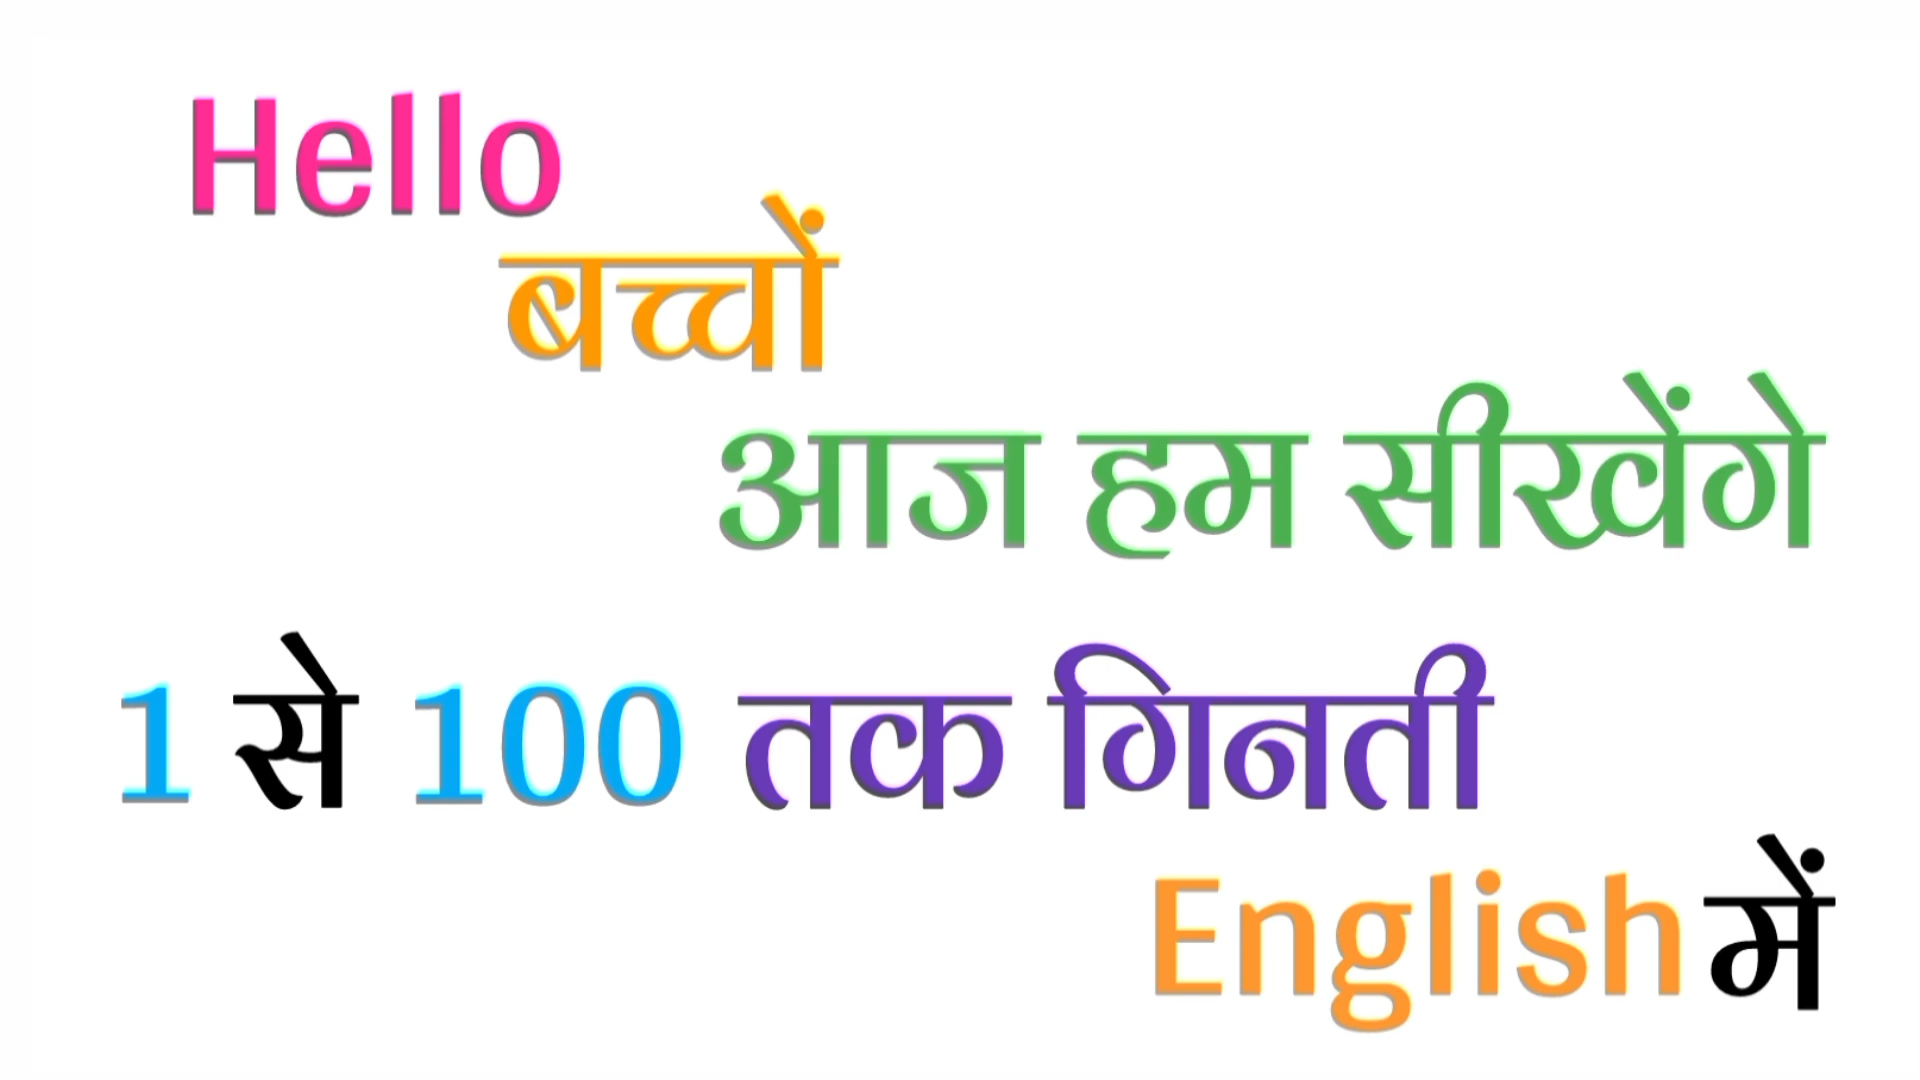 Hello
बच्चों
आज हम सीखेंगे
1 से 100 तक गिनती
English में